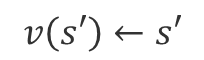 v(s′) ← s′